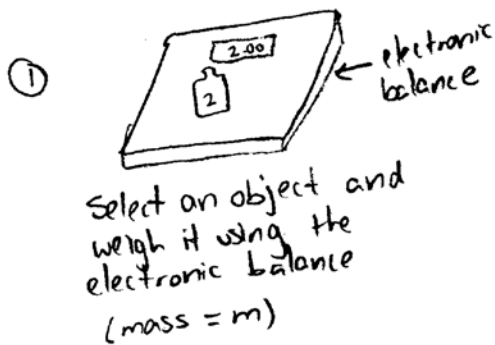 ①
2.00
2
electronic
balance
Select an object and
weigh it using the
electronic balance
(mass = m)